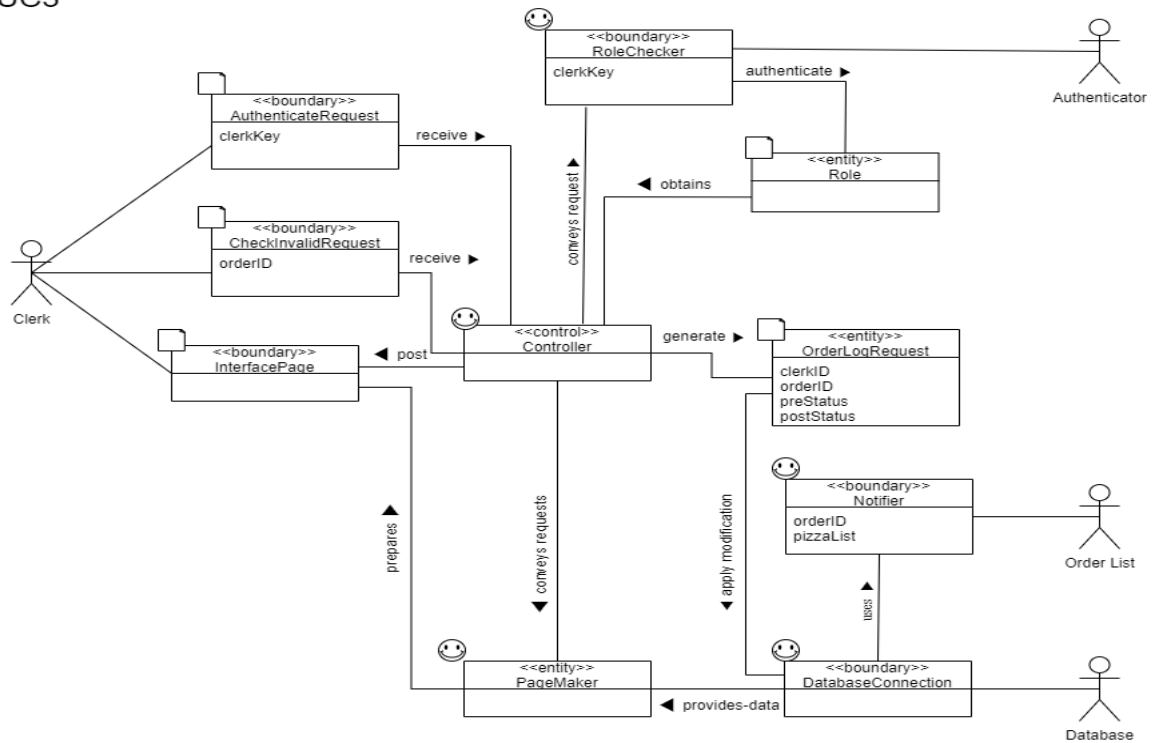 UC3
<<boundary>>
RoleChecker
clerkKey
authenticate ▶
Authenticator
<<boundary>>
AuthenticateRequest
clerkKey
receive ▶
<<entity>>
Role
◀ obtains
conveys request ▶
<<boundary>>
CheckInvalidRequest
orderID
receive ▶
Clerk
<<control>>
Controller
generate ▶
<<entity>>
OrderLogRequest
clerkID
orderID
preStatus
postStatus
<<boundary>>
InterfacePage
◀ post
prepares ▶
◀ conveys requests
◀ apply modification
<<boundary>>
Notifier
orderID
pizzaList
Order List
uses ▶
<<entity>>
PageMaker
◀ provides-data
<<boundary>>
DatabaseConnection
Database